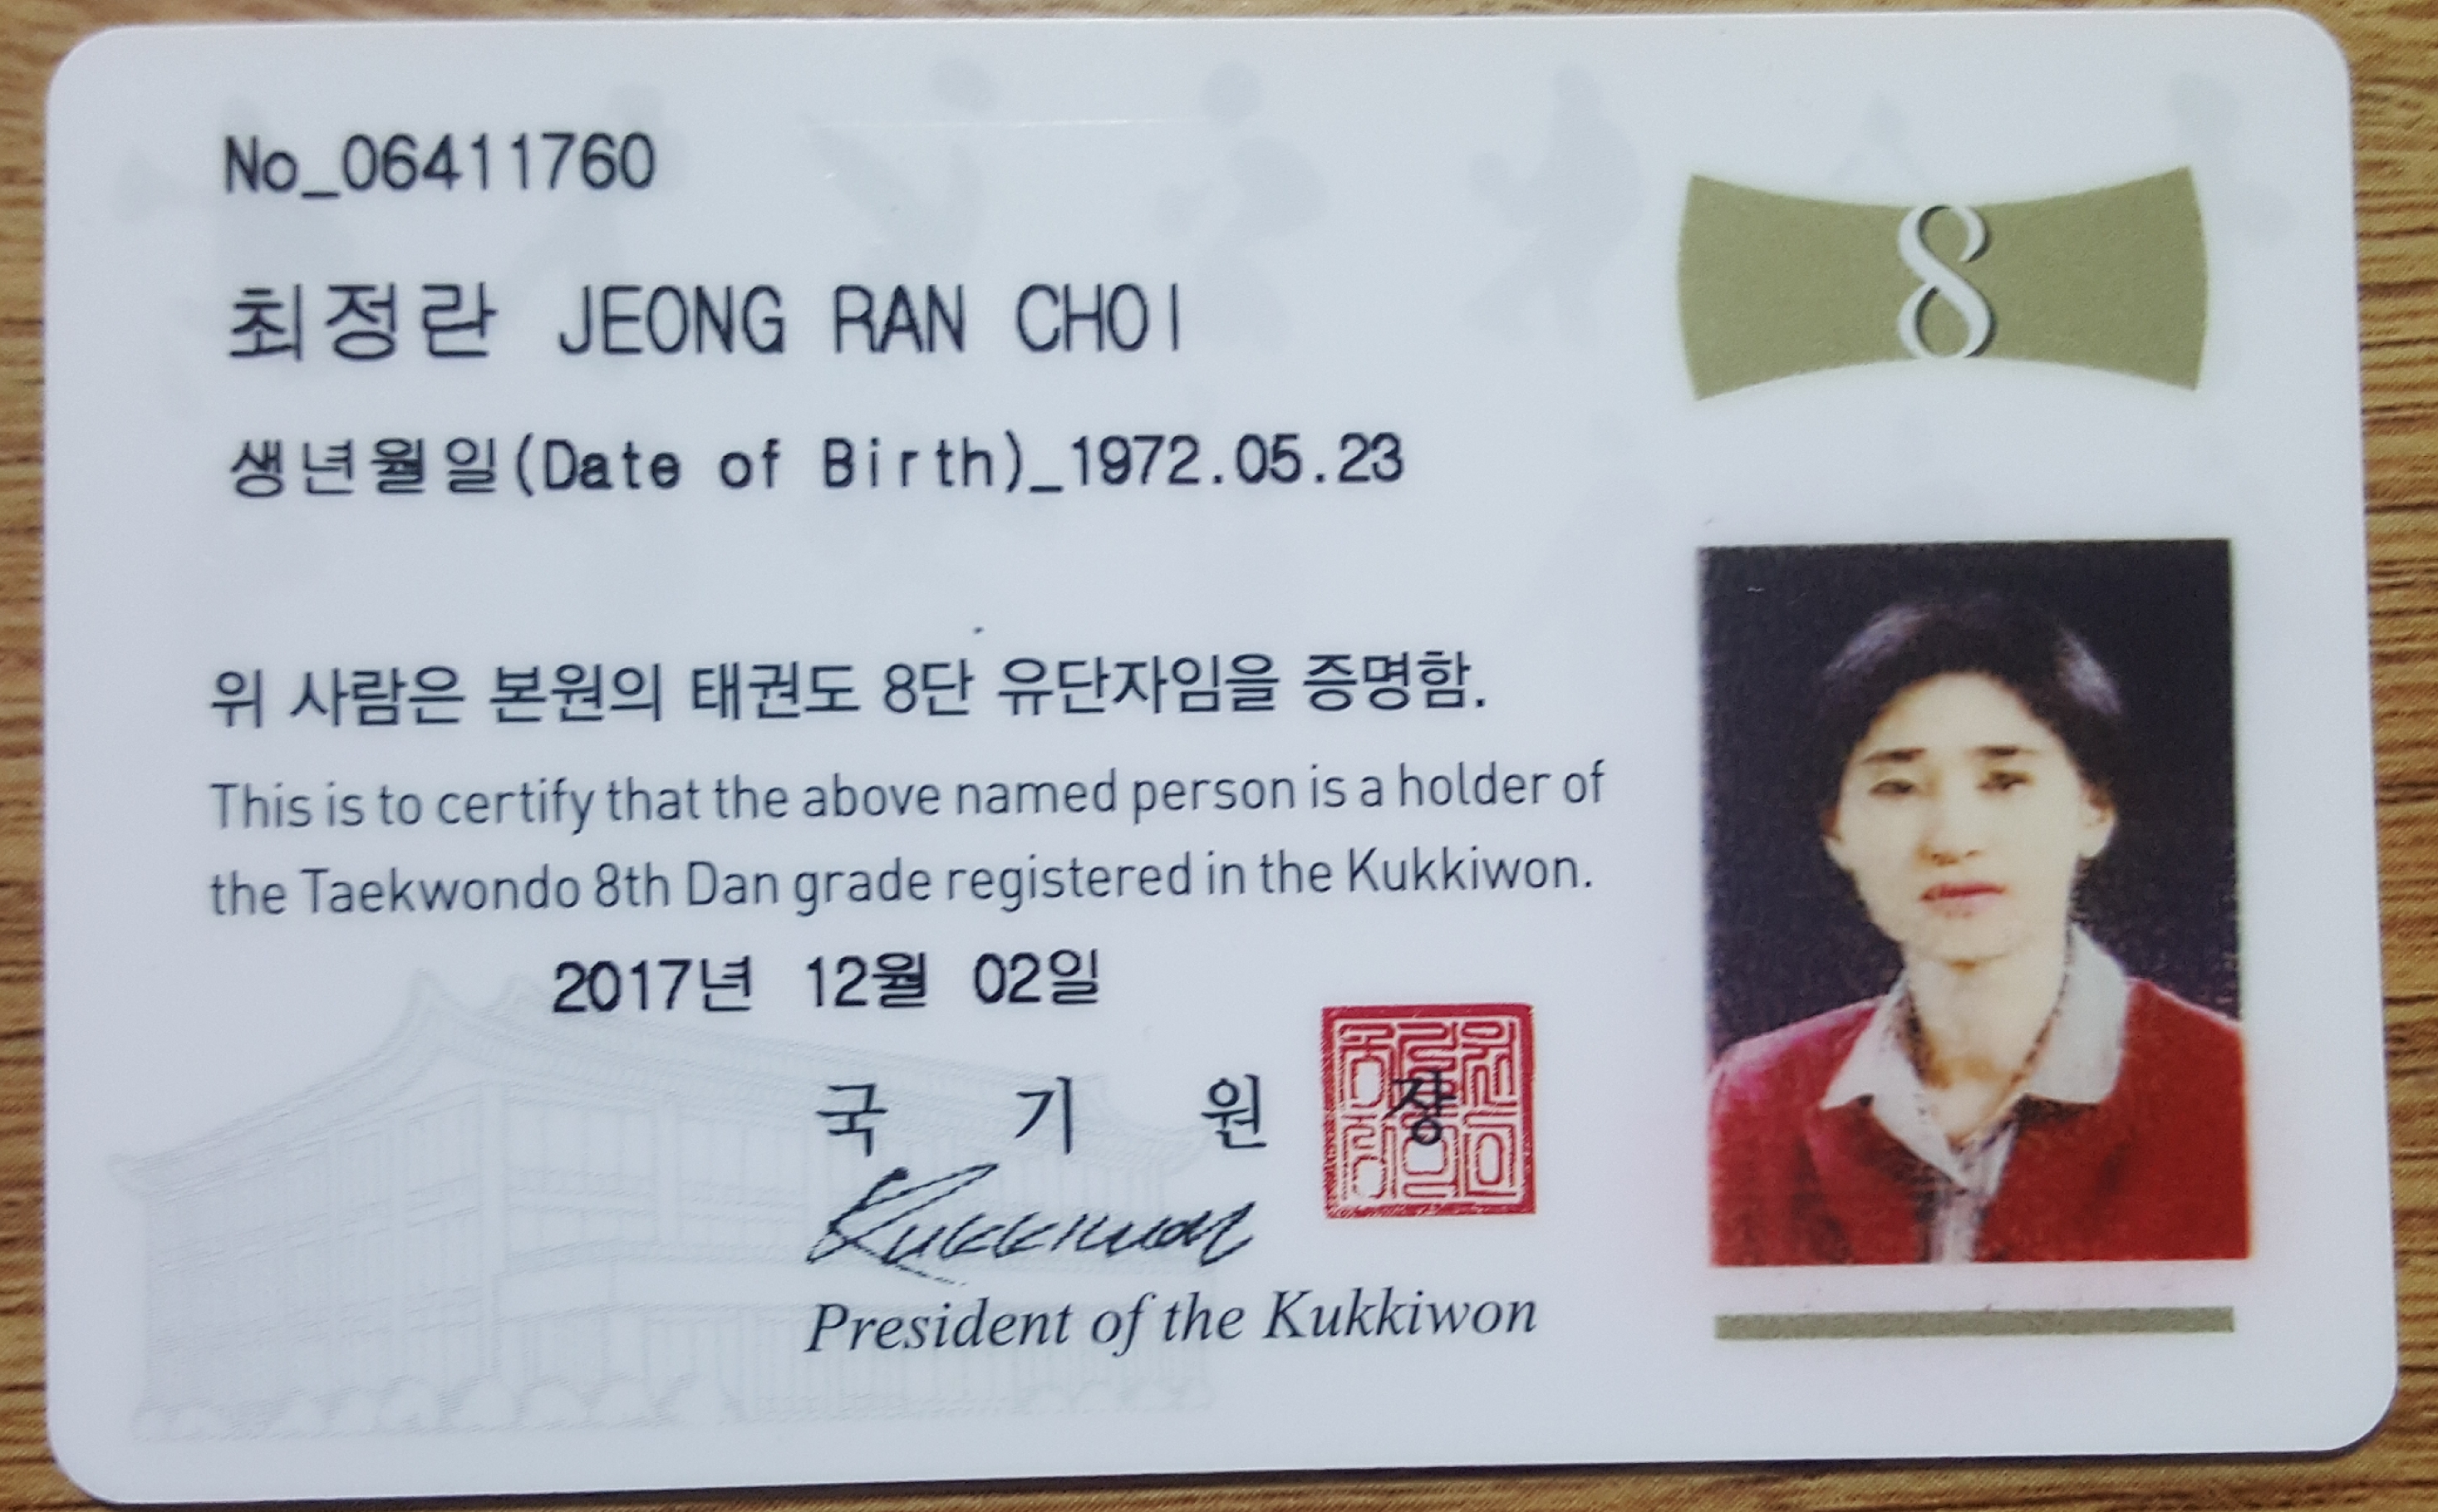 No_06411760
8
최정란 JEONG RAN CHOI
생년월일(Date of Birth)_1972.05.23
위 사람은 본원의 태권도 8단 유단자임을 증명함.
This is to certify that the above named person is a holder of
the Taekwondo 8th Dan grade registered in the Kukkiwon.
2017년 12월 02일
국 기 원 장
Kukkiwon
President of the Kukkiwon